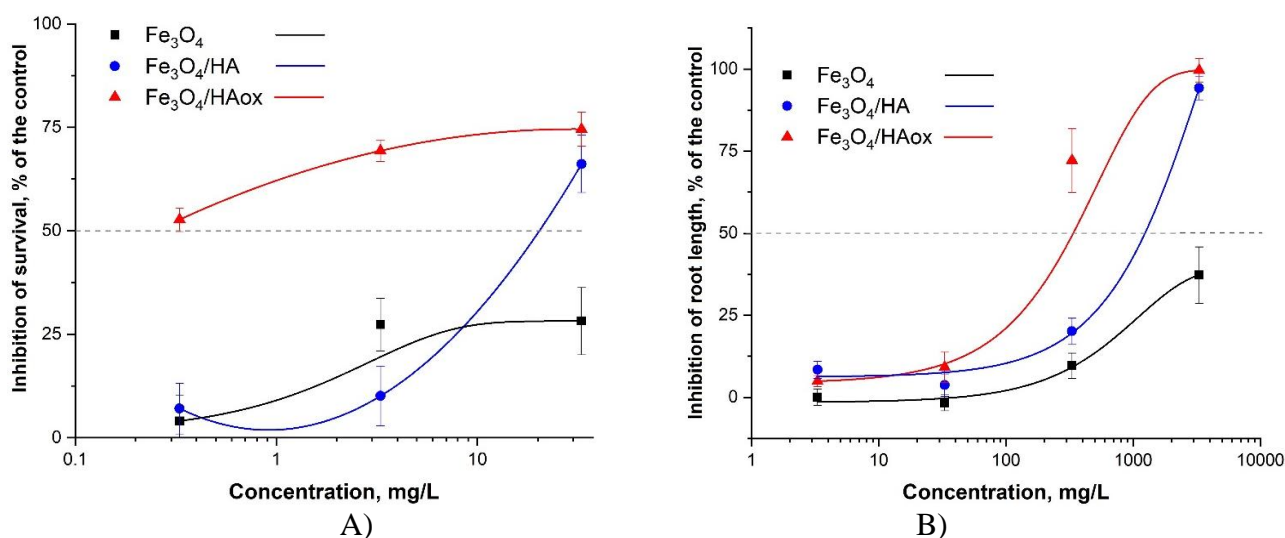 100
Fe₃O₄
Fe₃O₄/HA
Fe₃O₄/HAox
75
50
25
0
0.1
1
10
Inhibition of survival, % of the control
Concentration, mg/L
A)
Fe₃O₄
Fe₃O₄/HA
Fe₃O₄/HAox
100
75
50
25
0
1
10
100
1000
10000
Inhibition of root length, % of the control
Concentration, mg/L
B)